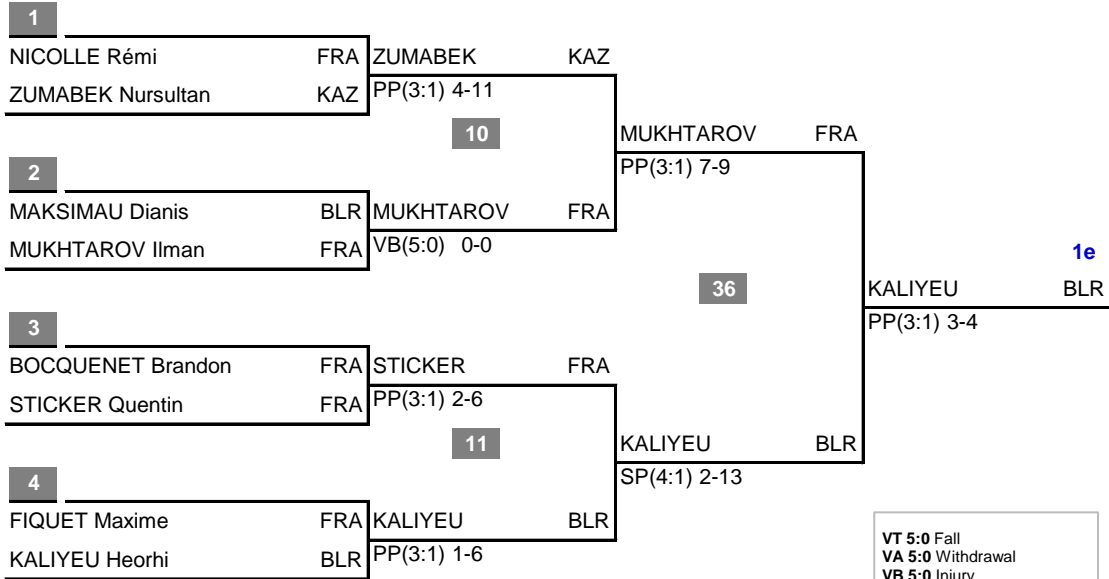 1
NICOLLE Rémi FRA ZUMABEK KAZ
ZUMABEK Nursultan KAZ PP(3:1) 4-11
10 MUKHTAROV FRA
PP(3:1) 7-9
2
MAKSIMAU Dianis BLR MUKHTAROV FRA
MUKHTAROV Ilman FRA VB(5:0) 0-0
1e
36 KALIYEU BLR
PP(3:1) 3-4
3
BOCQUENET Brandon FRA STICKER FRA
STICKER Quentin FRA PP(3:1) 2-6
11 KALIYEU BLR
SP(4:1) 2-13
4
FIQUET Maxime FRA KALIYEU BLR
KALIYEU Heorhi BLR PP(3:1) 1-6
VT 5:0 Fall
VA 5:0 Withdrawal
VB 5:0 Injury